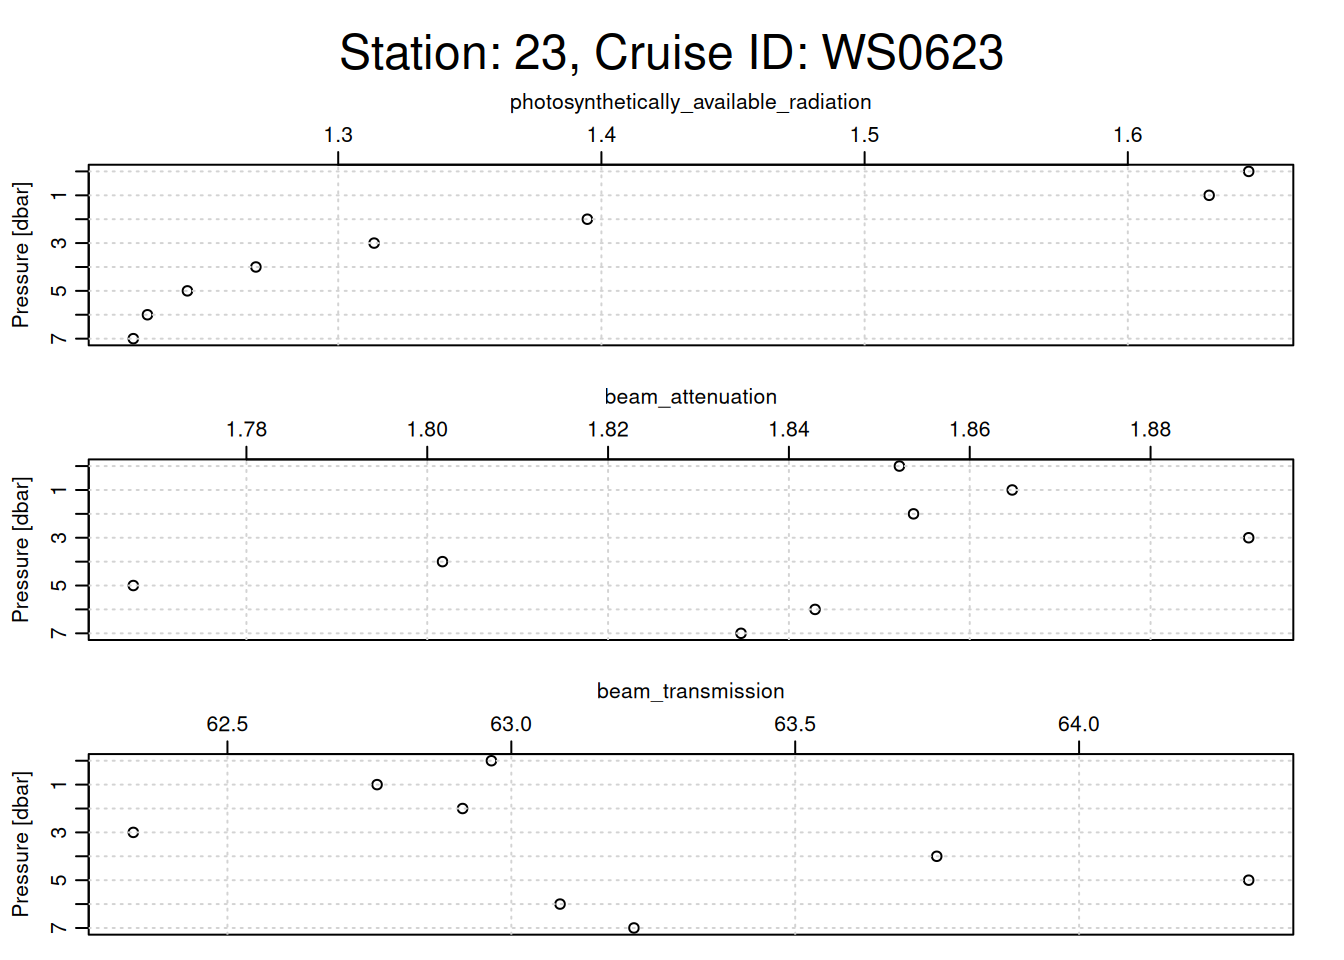 Station: 23, Cruise ID: WS0623
photosynthetically_available_radiation
1.3 1.4 1.5 1.6
Pressure [dbar]
1
3
5
7
beam_attenuation
1.78 1.80 1.82 1.84 1.86 1.88
Pressure [dbar]
1
3
5
7
beam_transmission
62.5 63.0 63.5 64.0
Pressure [dbar]
1
3
5
7